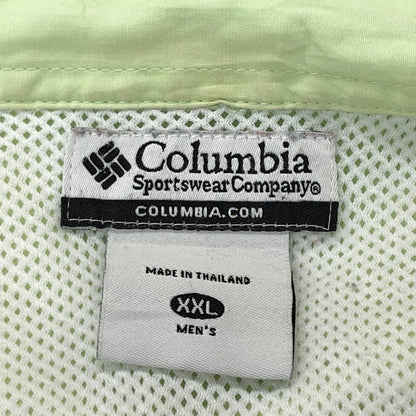 Columbia
Sportswear Company®
COLUMBIA.COM
MADE IN THAILAND
XXL
MEN'S